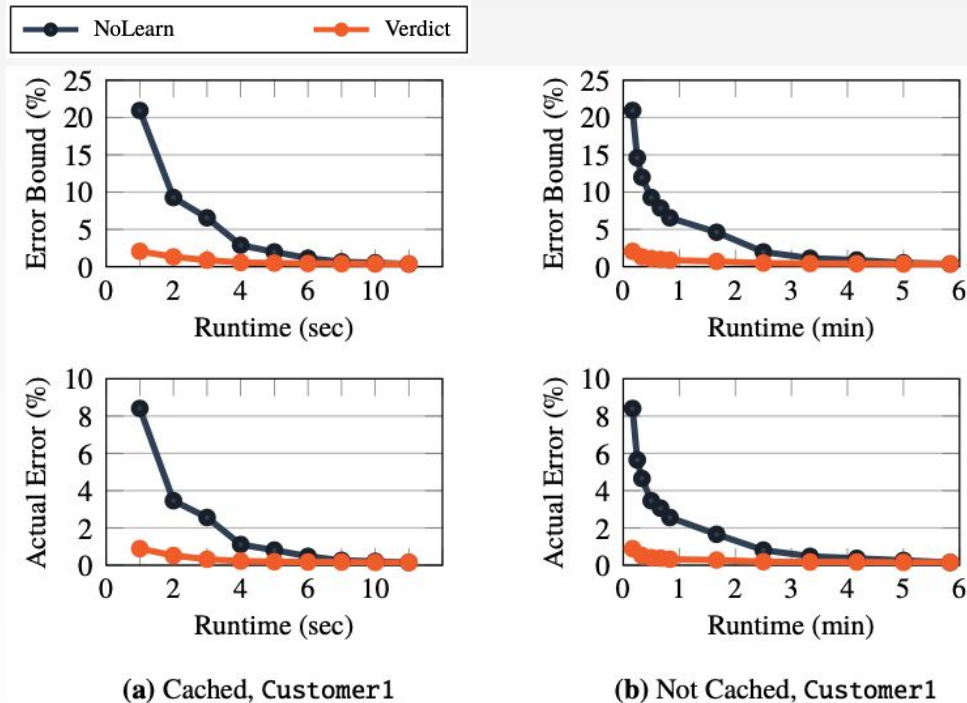 NoLearn Verdict
Error Bound (%)
25
20
15
10
5
0
0 2 4 6 10
Runtime (sec)
Error Bound (%)
25
20
15
10
5
0
0 1 2 3 4 5 6
Runtime (min)
Actual Error (%)
10
8
6
4
2
0
0 2 4 6 10
Runtime (sec)
Actual Error (%)
10
8
6
4
2
0
0 1 2 3 4 5 6
Runtime (min)
(a) Cached, Customer1
(b) Not Cached, Customer1